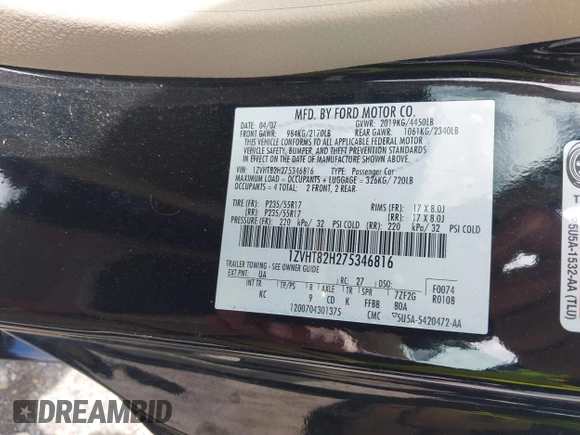 MFD. BY FORD MOTOR CO.
DATE: 04/07 GVWR: 2019KG/4450LB
FRONT GAWR: 984KG/2170LB REAR GAWR: 1061KG/2340LB
THIS VEHICLE CONFORMS TO ALL APPLICABLE FEDERAL MOTOR VEHICLE
SAFETY, BUMPER, AND THEFT PREVENTION STANDARDS IN EFFECT ON THE
DATE OF MANUFACTURE SHOWN ABOVE.
VIN: 1ZVHT82H275346816 TYPE: Passenger Car
MAXIMUM LOAD = OCCUPANTS + LUGGAGE = 326KG/720LB
OCCUPANTS = 4 TOTAL: 2 FRONT, 2 REAR
TIRE (FR): P235/55R17 RIMS (FR): 17 X 8.0J
(RR): P235/55R17 (RR): 17 X 8.0J
PRESSURE (FR): 220 kPa/ 32 PSI COLD (RR): 220 kPa/ 32 PSI COLD
1ZVHT82H275346816
TRAILER TOWING - SEE OWNER GUIDE
EXT PNT: UA RC: 27 DSO: F0074
INT TR TP/PS R AXLE TR SPR 7ZF2G R0108
KC 9 CD K FFBB BOA
1200704301375 CMC 5U5A-5420472-AA
5U5A-1532-AA (TLU)
DREAMBID